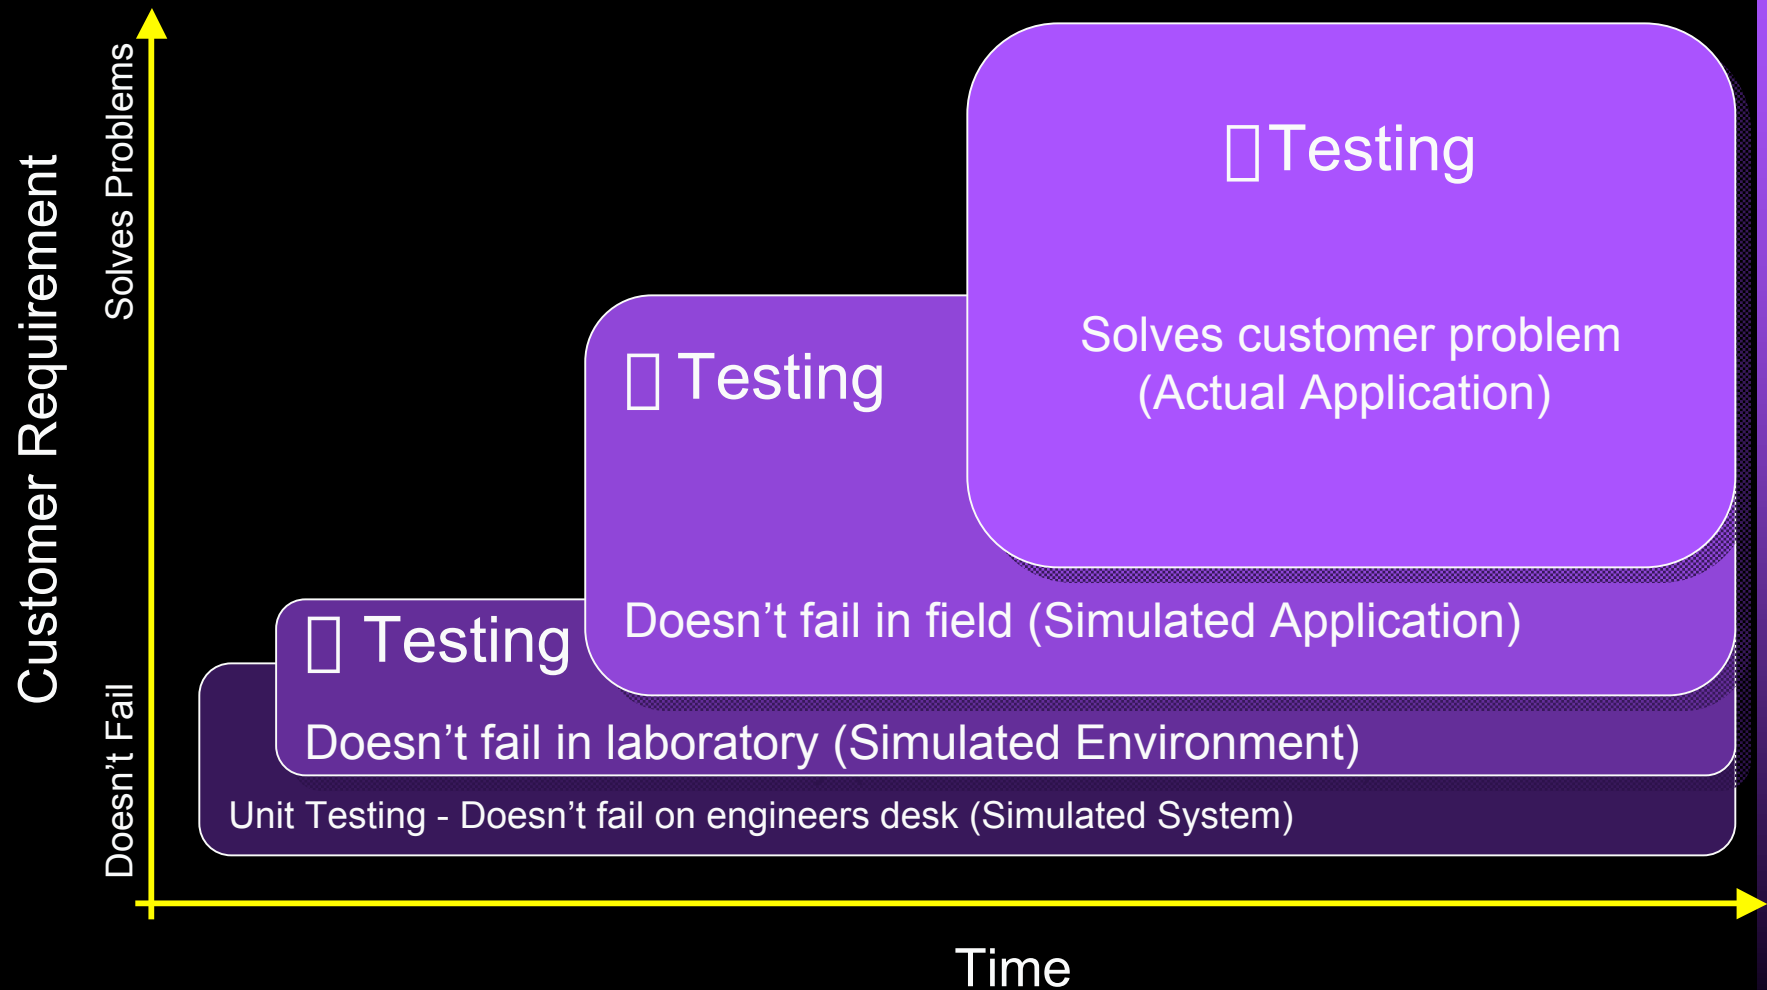 Customer Requirement
Solves Problems
Doesn’t Fail
▯Testing
Solves customer problem
(Actual Application)
▯ Testing
Doesn’t fail in field (Simulated Application)
▯ Testing
Doesn’t fail in laboratory (Simulated Environment)
Unit Testing - Doesn’t fail on engineers desk (Simulated System)
Time